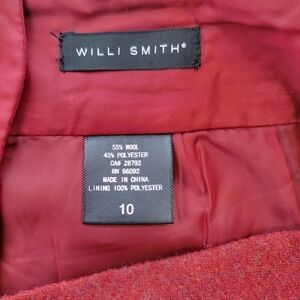 WILLI SMITH®
55% WOOL
45% POLYESTER
CA# 28792
RN 96092
MADE IN CHINA
LINING 100% POLYESTER
10